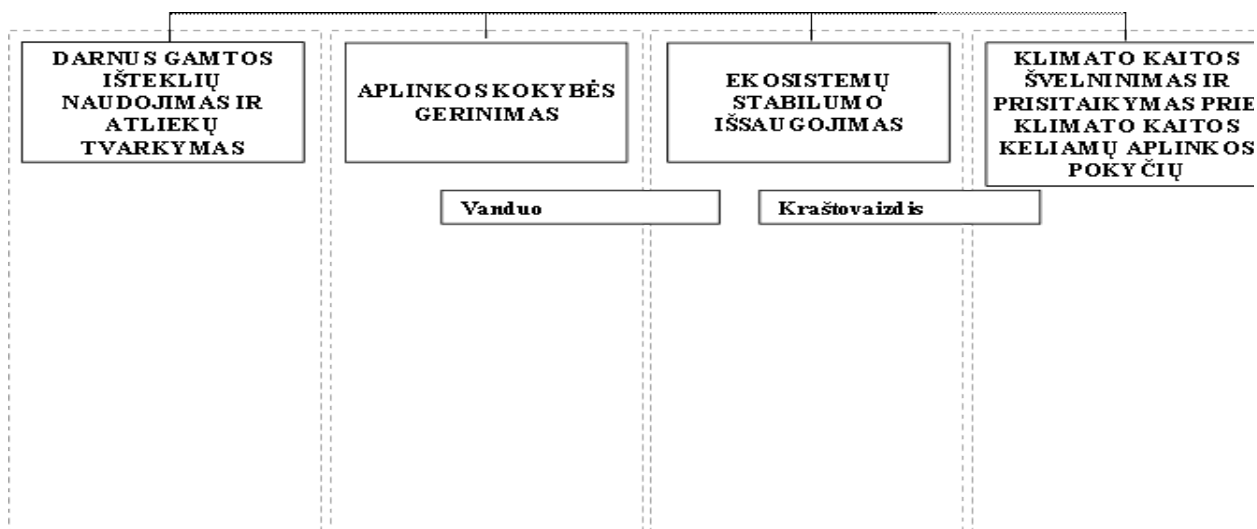 DARNUS GAMTOS
IŠTEKLIŲ
NAUDOJIMAS IR
ATLIEKŲ
TVARKYMAS
APLINKOS KOKYBĖS
GERINIMAS
EKOSISTEMŲ
STABILUMO
IŠSAUGOJIMAS
KLIMATO KAITOS
ŠVELNINIMAS IR
PRISITAIKYMAS PRIE
KLIMATO KAITOS
KELIAMŲ APLINKOS
POKYČIŲ
Vanduo
Kraštovaizdis